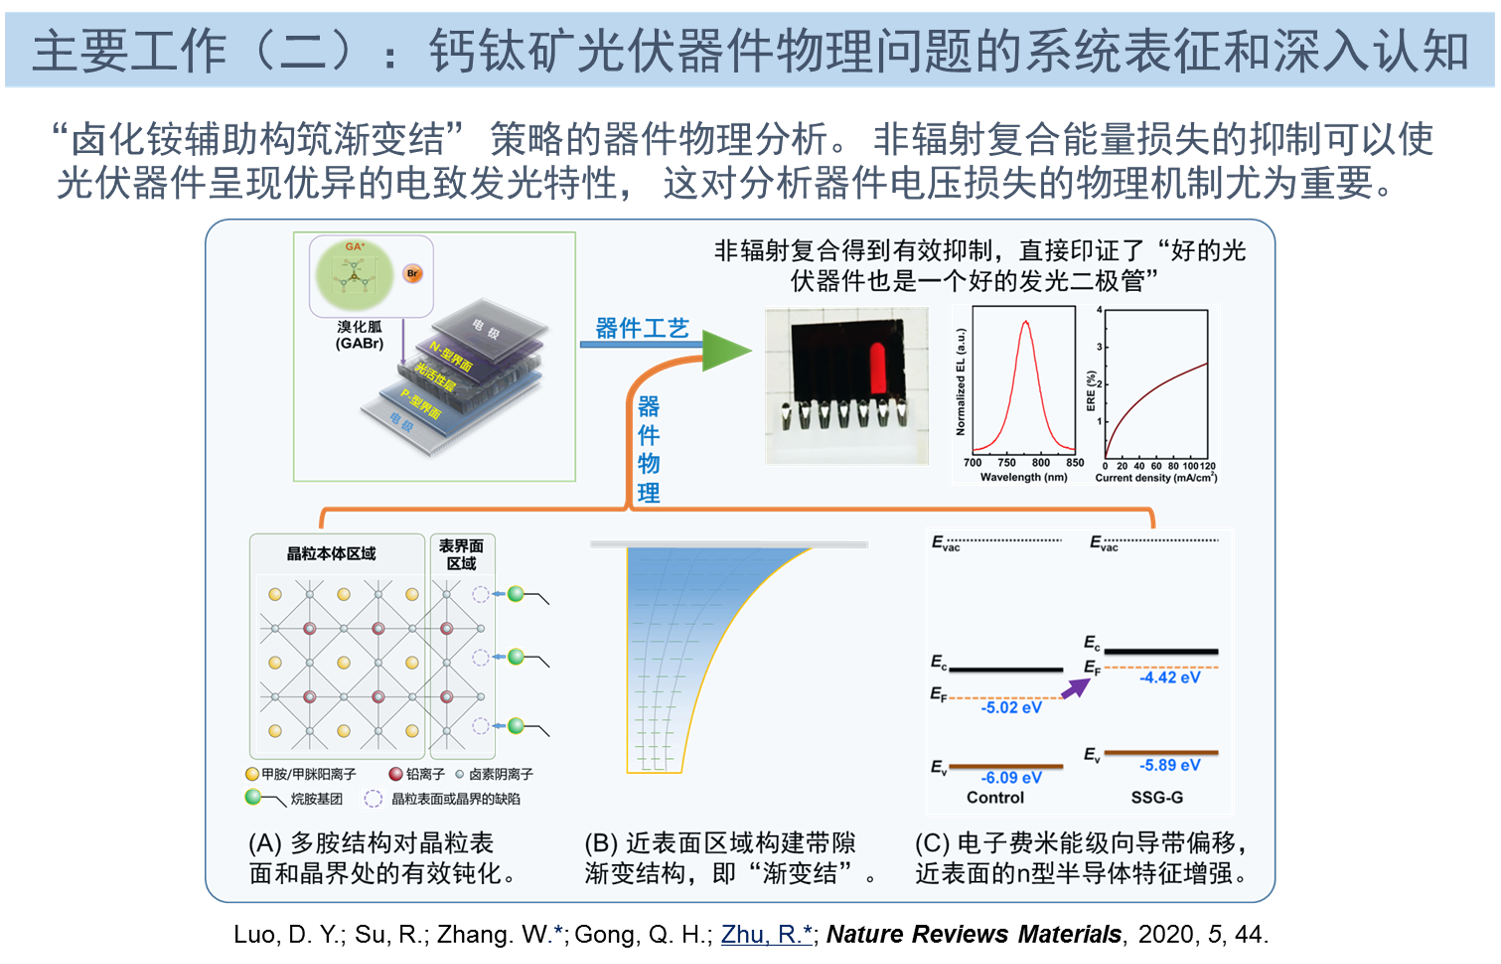 主要工作（二）：钙钛矿光伏器件物理问题的系统表征和深入认知
“卤化铵辅助构筑渐变结” 策略的器件物理分析。非辐射复合能量损失的抑制可以使
光伏器件呈现优异的电致发光特性， 这对分析器件电压损失的物理机制尤为重要。
GA+
Br
溴化胍
(GABr)
电 极
N-型界面
光活性层
P-型界面
电 极
器件工艺
器件物理
非辐射复合得到有效抑制，直接印证了“好的光
伏器件也是一个好的发光二极管”
Normalized EL (a.u.)
700 750 800 850
Wavelength (nm)
ERE (%)
4
3
2
1
0 20 40 60 80 100 120
Current density (mA/cm2)
晶粒本体区域
表界面
区域
甲胺/甲脒阳离子
铅离子
卤素阴离子
烷胺基团
晶粒表面或晶界的缺陷
Evac
Ec
EF
-5.02 eV
Ev
-6.09 eV
Control
Evac
Ec
EF
-4.42 eV
Ev
-5.89 eV
SSG-G
(A) 多胺结构对晶粒表
面和晶界处的有效钝化。
(B) 近表面区域构建带隙
渐变结构，即“渐变结”。
(C) 电子费米能级向导带偏移，
近表面的n型半导体特征增强。
Luo, D. Y.; Su, R.; Zhang. W.*; Gong, Q. H.; Zhu, R.*; Nature Reviews Materials, 2020, 5, 44.